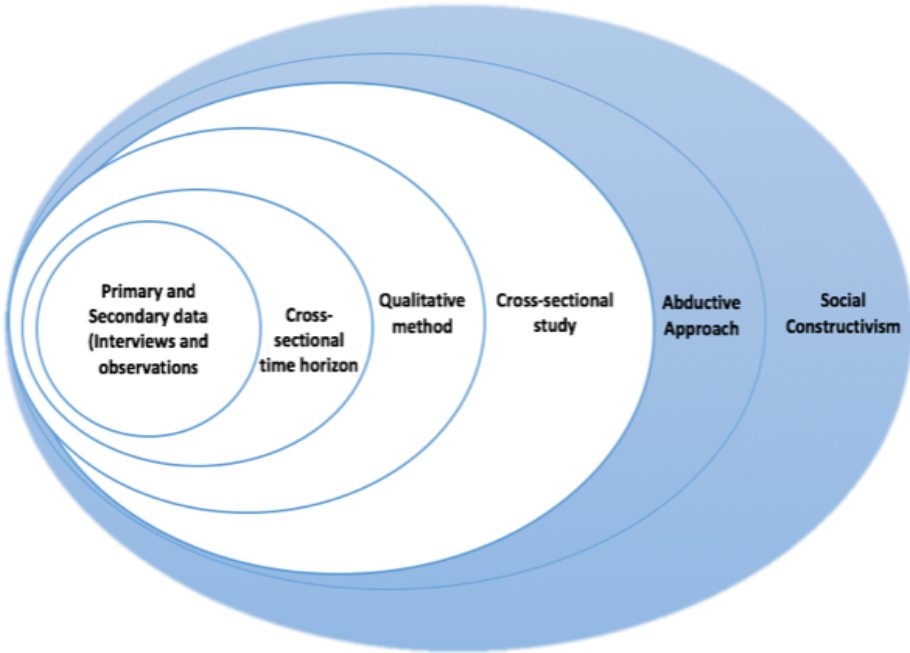 Primary and
Secondary data
(Interviews and
observations
Cross-
sectional
time horizon
Qualitative
method
Cross-sectional
study
Abductive
Approach
Social
Constructivism